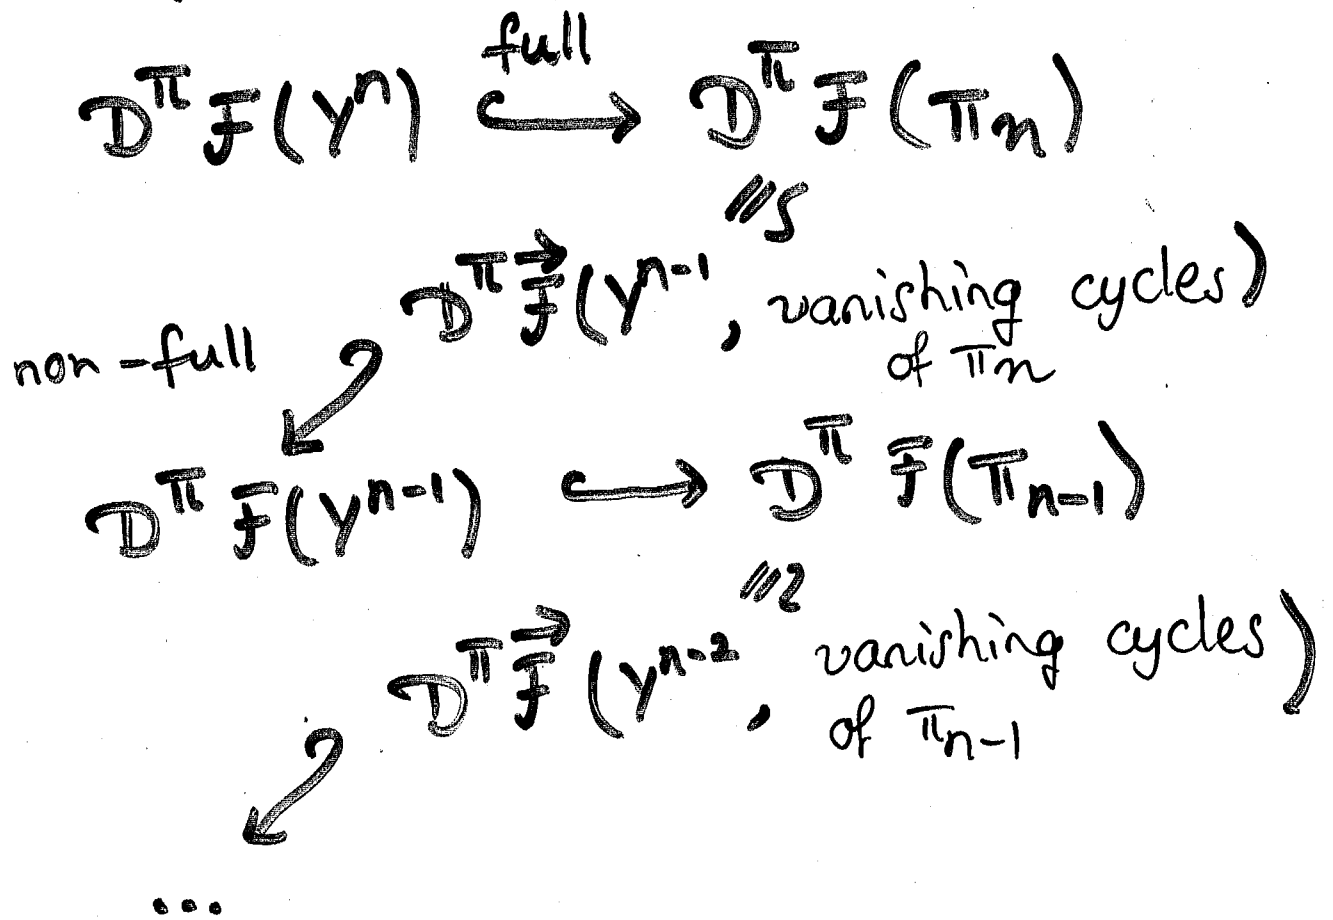 full
D^π F(Y^n) ↪ D^π F(π_n)
≅
D^π F⃗(Y^{n-1}, vanishing cycles)
of π_n
non-full
↙
D^π F(Y^{n-1}) ↪ D^π F(π_{n-1})
≅
D^π F⃗(Y^{n-2}, vanishing cycles)
of π_{n-1}
↙
...